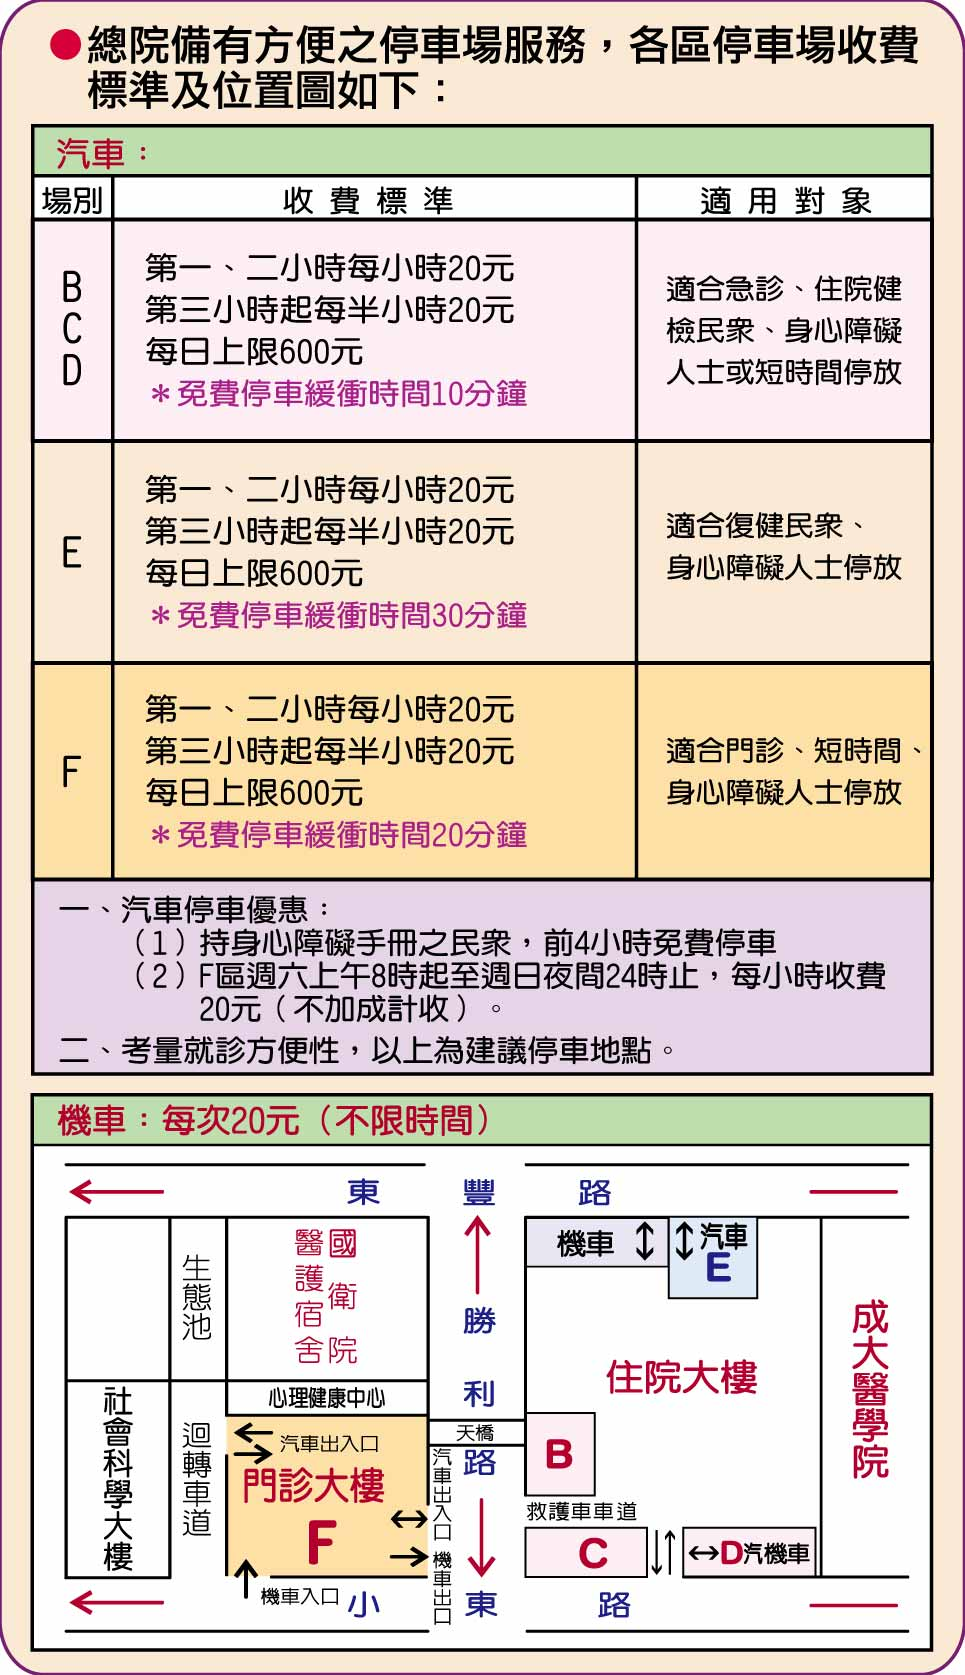 ●總院備有方便之停車場服務，各區停車場收費
標準及位置圖如下：
汽車：
場別 收費標準 適用對象
B
C
D
第一、二小時每小時20元
第三小時起每半小時20元
每日上限600元
＊免費停車緩衝時間10分鐘
適合急診、住院健
檢民眾、身心障礙
人士或短時間停放
E
第一、二小時每小時20元
第三小時起每半小時20元
每日上限600元
＊免費停車緩衝時間30分鐘
適合復健民眾、
身心障礙人士停放
F
第一、二小時每小時20元
第三小時起每半小時20元
每日上限600元
＊免費停車緩衝時間20分鐘
適合門診、短時間、
身心障礙人士停放
一、汽車停車優惠：
（1）持身心障礙手冊之民眾，前4小時免費停車
（2）F區週六上午8時起至週日夜間24時止，每小時收費
20元（不加成計收）。
二、考量就診方便性，以上為建議停車地點。
機車：每次20元（不限時間）
東豐路
生態池
國衛院
醫護宿舍
勝利路
機車
汽車
E
成大醫學院
住院大樓
心理健康中心
社會科學大樓
迴轉車道
汽車出入口
門診大樓
F
天橋
汽車出入口
機車出口
B
救護車車道
C
D汽機車
機車入口
小東路